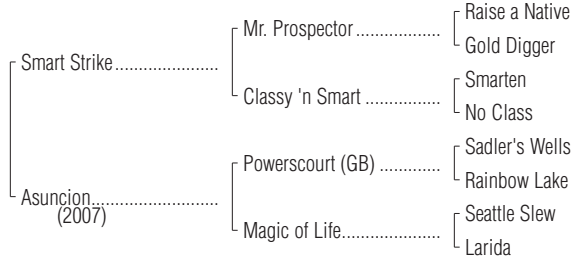 Raise a Native
Mr. Prospector..................
Gold Digger
Smart Strike......................
Smarten
Classy 'n Smart ................
No Class
Sadler's Wells
Powerscourt (GB) .............
Rainbow Lake
Asuncion...........................
(2007)
Seattle Slew
Magic of Life.....................
Larida